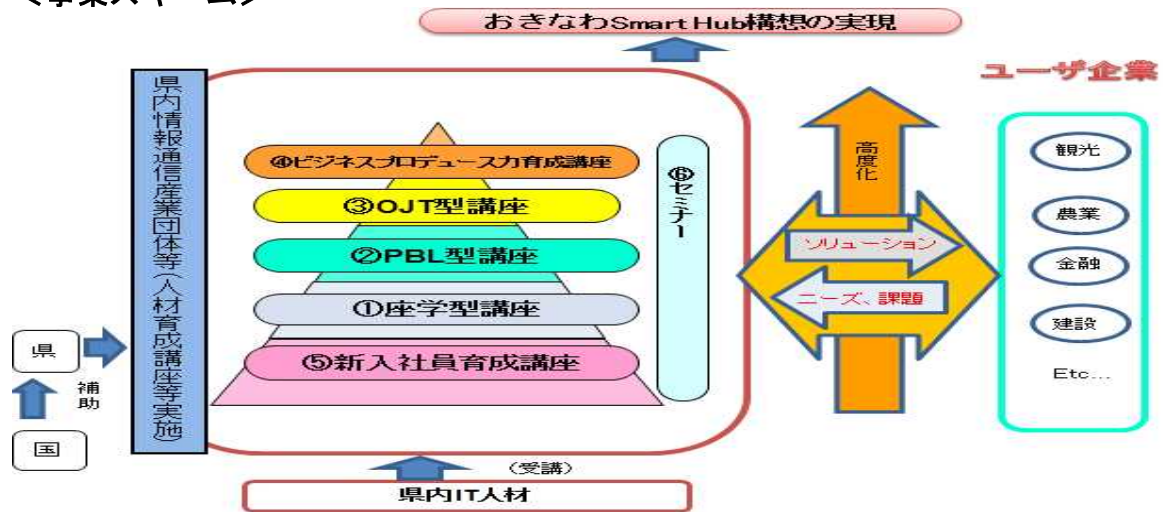 <事業スキーム>
おきなわSmart Hub構想の実現
ユーザ企業
県内情報通信産業団体等(人材育成講座等実施)
④ビジネスプロデュース力育成講座
③OJT型講座
②PBL型講座
①座学型講座
⑤新入社員育成講座
⑥セミナー
高度化
ソリューション
ニーズ、課題
観光
農業
金融
建設
Etc...
県
補助
国
(受講)
県内IT人材